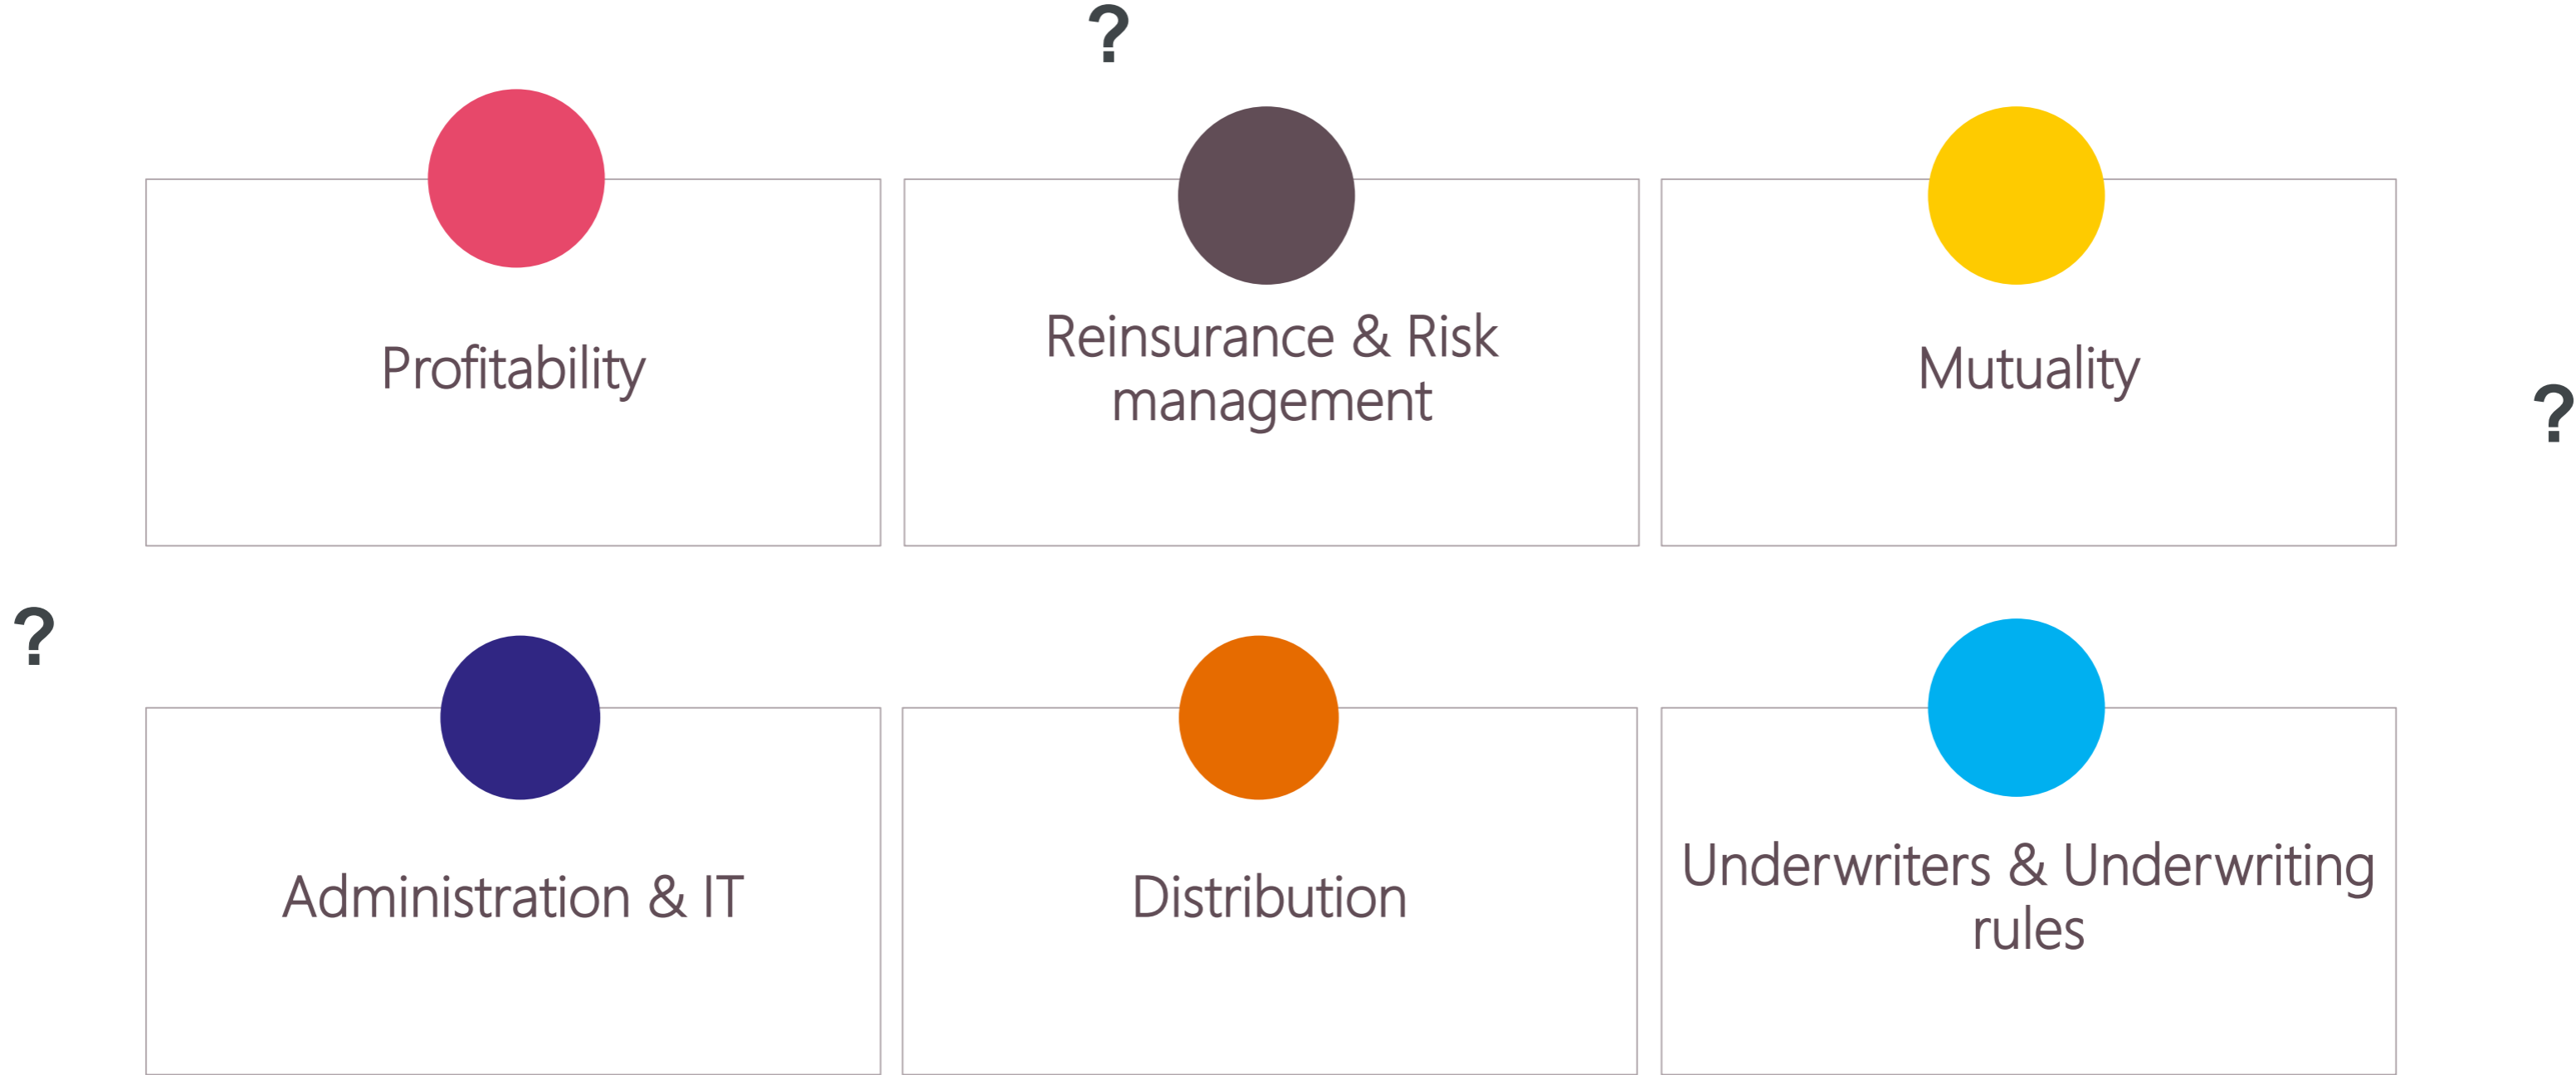 ?
Profitability
Reinsurance & Risk
management
Mutuality
?
?
Administration & IT
Distribution
Underwriters & Underwriting
rules